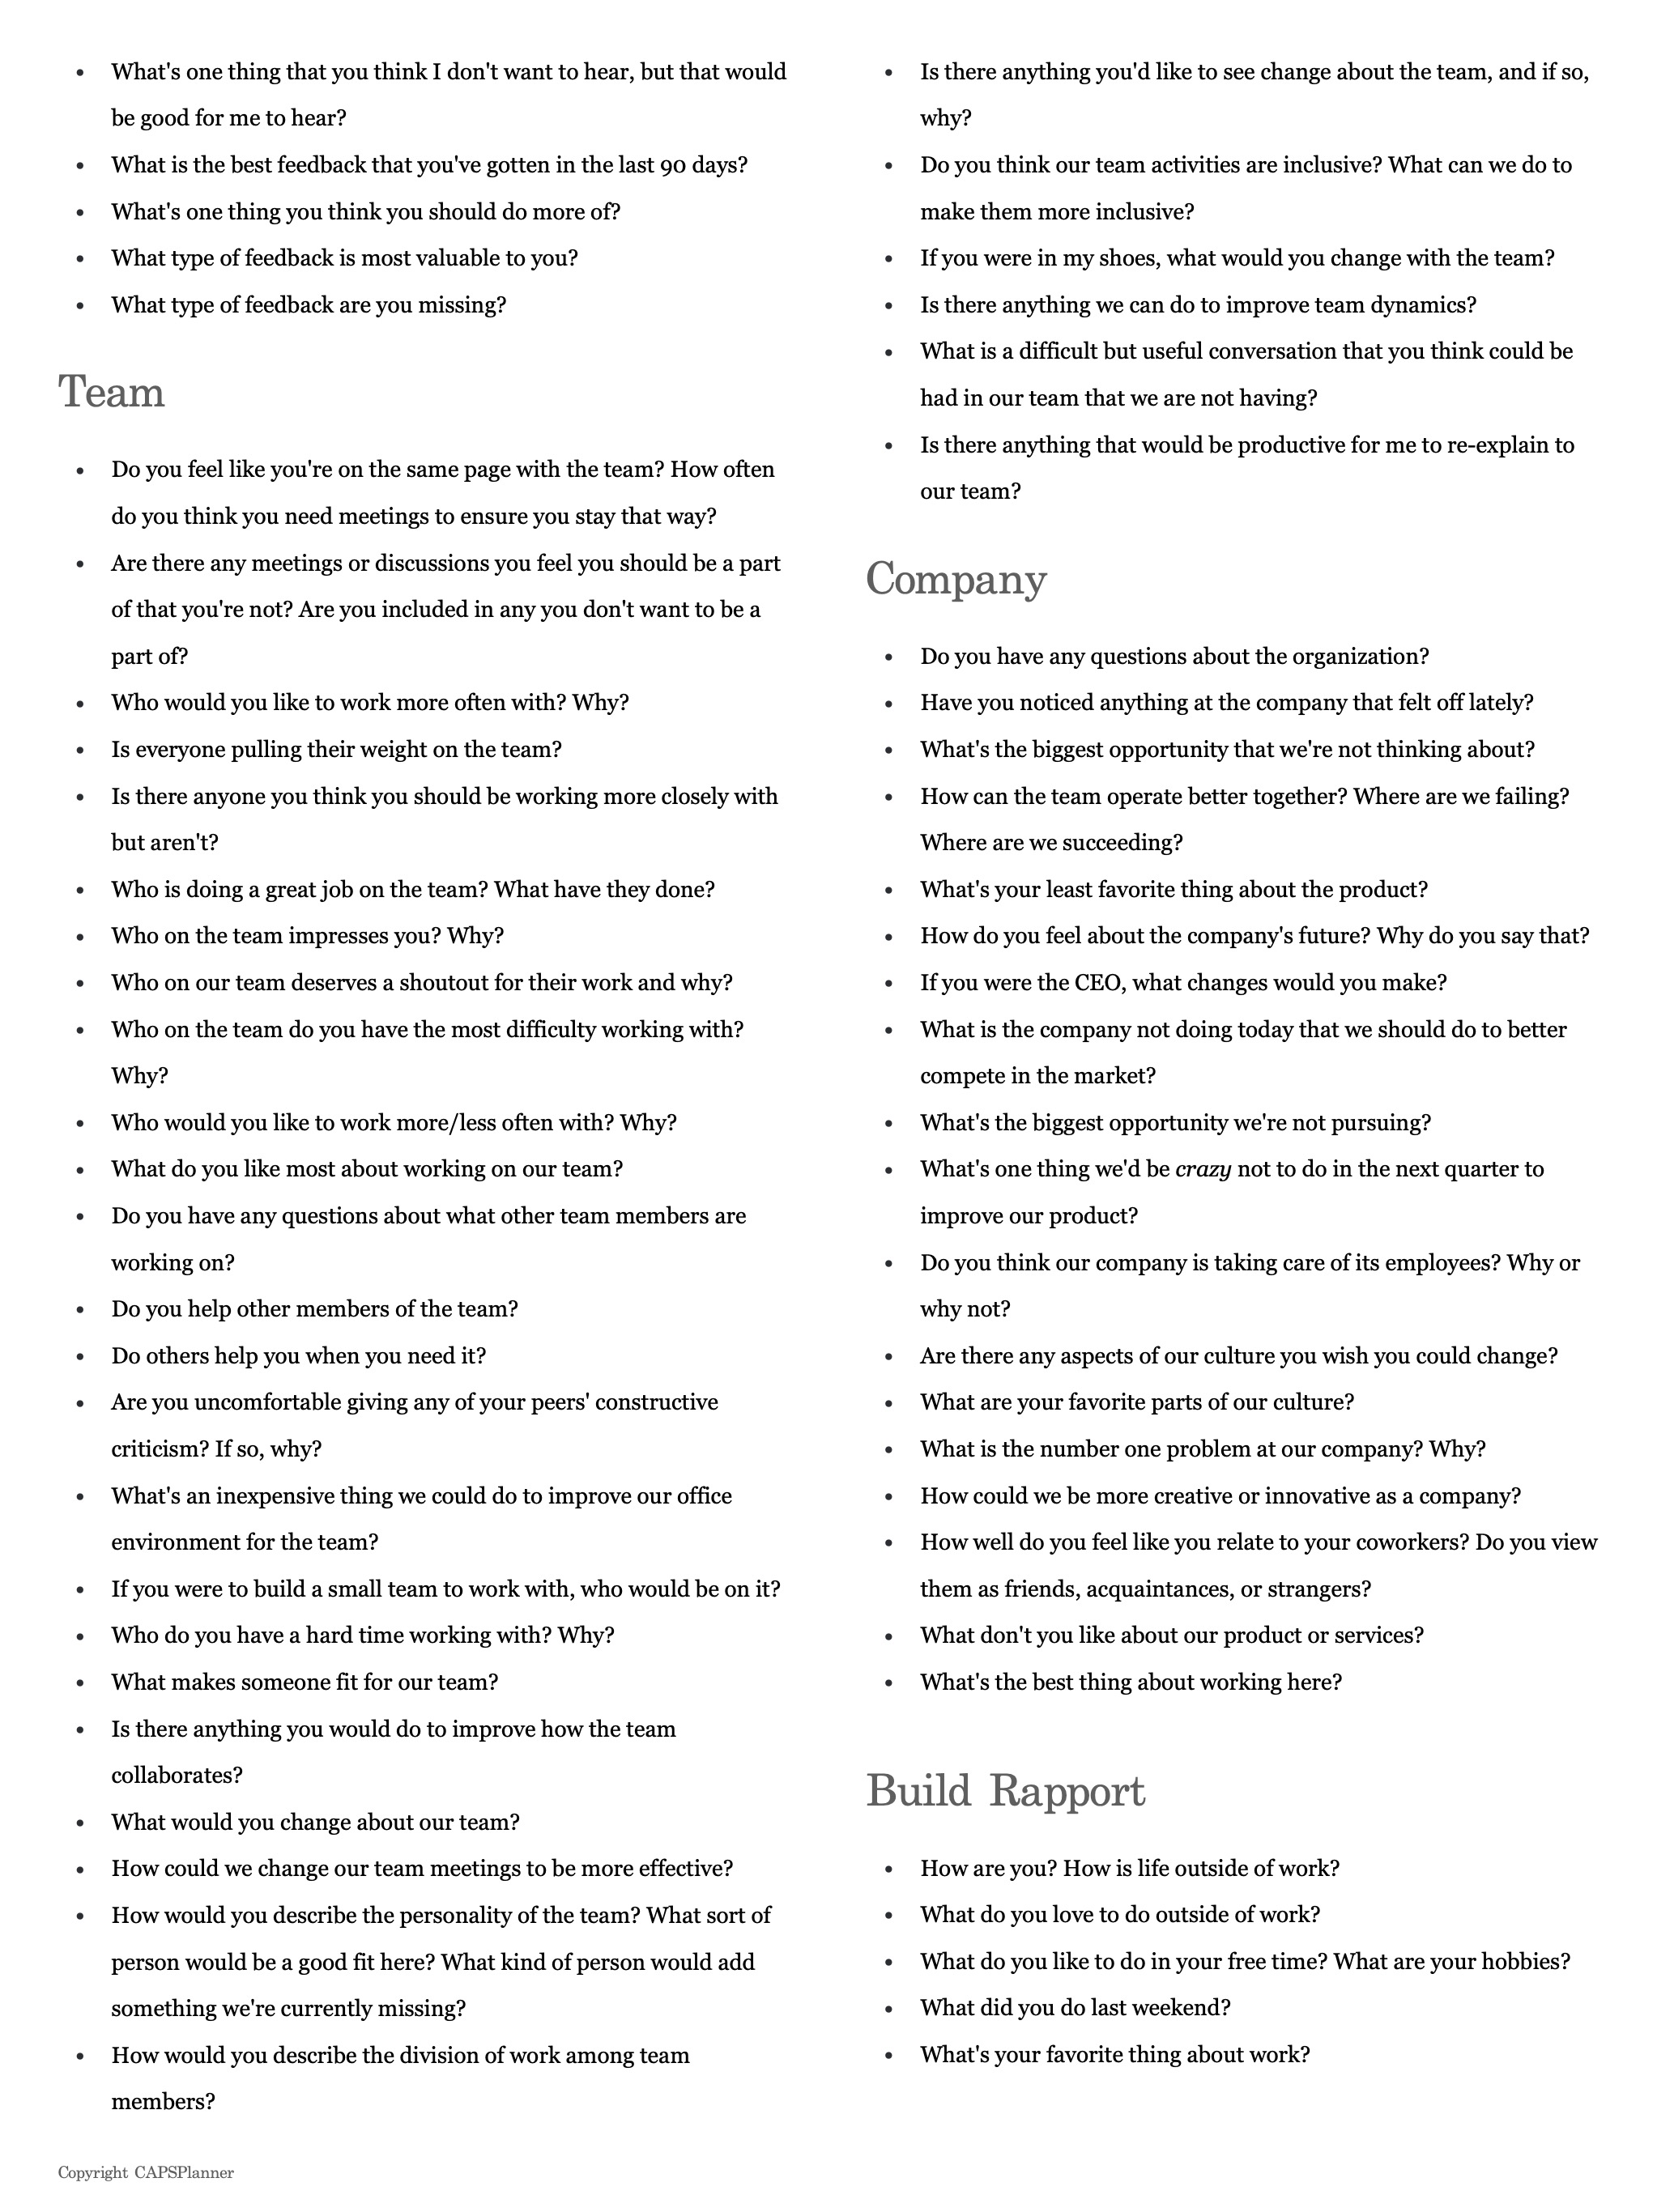 • What's one thing that you think I don't want to hear, but that would
be good for me to hear?
• What is the best feedback that you've gotten in the last 90 days?
• What's one thing you think you should do more of?
• What type of feedback is most valuable to you?
• What type of feedback are you missing?
Team
• Do you feel like you're on the same page with the team? How often
do you think you need meetings to ensure you stay that way?
• Are there any meetings or discussions you feel you should be a part
of that you're not? Are you included in any you don't want to be a
part of?
• Who would you like to work more often with? Why?
• Is everyone pulling their weight on the team?
• Is there anyone you think you should be working more closely with
but aren't?
• Who is doing a great job on the team? What have they done?
• Who on the team impresses you? Why?
• Who on our team deserves a shoutout for their work and why?
• Who on the team do you have the most difficulty working with?
Why?
• Who would you like to work more/less often with? Why?
• What do you like most about working on our team?
• Do you have any questions about what other team members are
working on?
• Do you help other members of the team?
• Do others help you when you need it?
• Are you uncomfortable giving any of your peers' constructive
criticism? If so, why?
• What's an inexpensive thing we could do to improve our office
environment for the team?
• If you were to build a small team to work with, who would be on it?
• Who do you have a hard time working with? Why?
• What makes someone fit for our team?
• Is there anything you would do to improve how the team
collaborates?
• What would you change about our team?
• How could we change our team meetings to be more effective?
• How would you describe the personality of the team? What sort of
person would be a good fit here? What kind of person would add
something we're currently missing?
• How would you describe the division of work among team
members?
• Is there anything you'd like to see change about the team, and if so,
why?
• Do you think our team activities are inclusive? What can we do to
make them more inclusive?
• If you were in my shoes, what would you change with the team?
• Is there anything we can do to improve team dynamics?
• What is a difficult but useful conversation that you think could be
had in our team that we are not having?
• Is there anything that would be productive for me to re-explain to
our team?
Company
• Do you have any questions about the organization?
• Have you noticed anything at the company that felt off lately?
• What's the biggest opportunity that we're not thinking about?
• How can the team operate better together? Where are we failing?
Where are we succeeding?
• What's your least favorite thing about the product?
• How do you feel about the company's future? Why do you say that?
• If you were the CEO, what changes would you make?
• What is the company not doing today that we should do to better
compete in the market?
• What's the biggest opportunity we're not pursuing?
• What's one thing we'd be crazy not to do in the next quarter to
improve our product?
• Do you think our company is taking care of its employees? Why or
why not?
• Are there any aspects of our culture you wish you could change?
• What are your favorite parts of our culture?
• What is the number one problem at our company? Why?
• How could we be more creative or innovative as a company?
• How well do you feel like you relate to your coworkers? Do you view
them as friends, acquaintances, or strangers?
• What don't you like about our product or services?
• What's the best thing about working here?
Build Rapport
• How are you? How is life outside of work?
• What do you love to do outside of work?
• What do you like to do in your free time? What are your hobbies?
• What did you do last weekend?
• What's your favorite thing about work?
Copyright CAPSPlanner